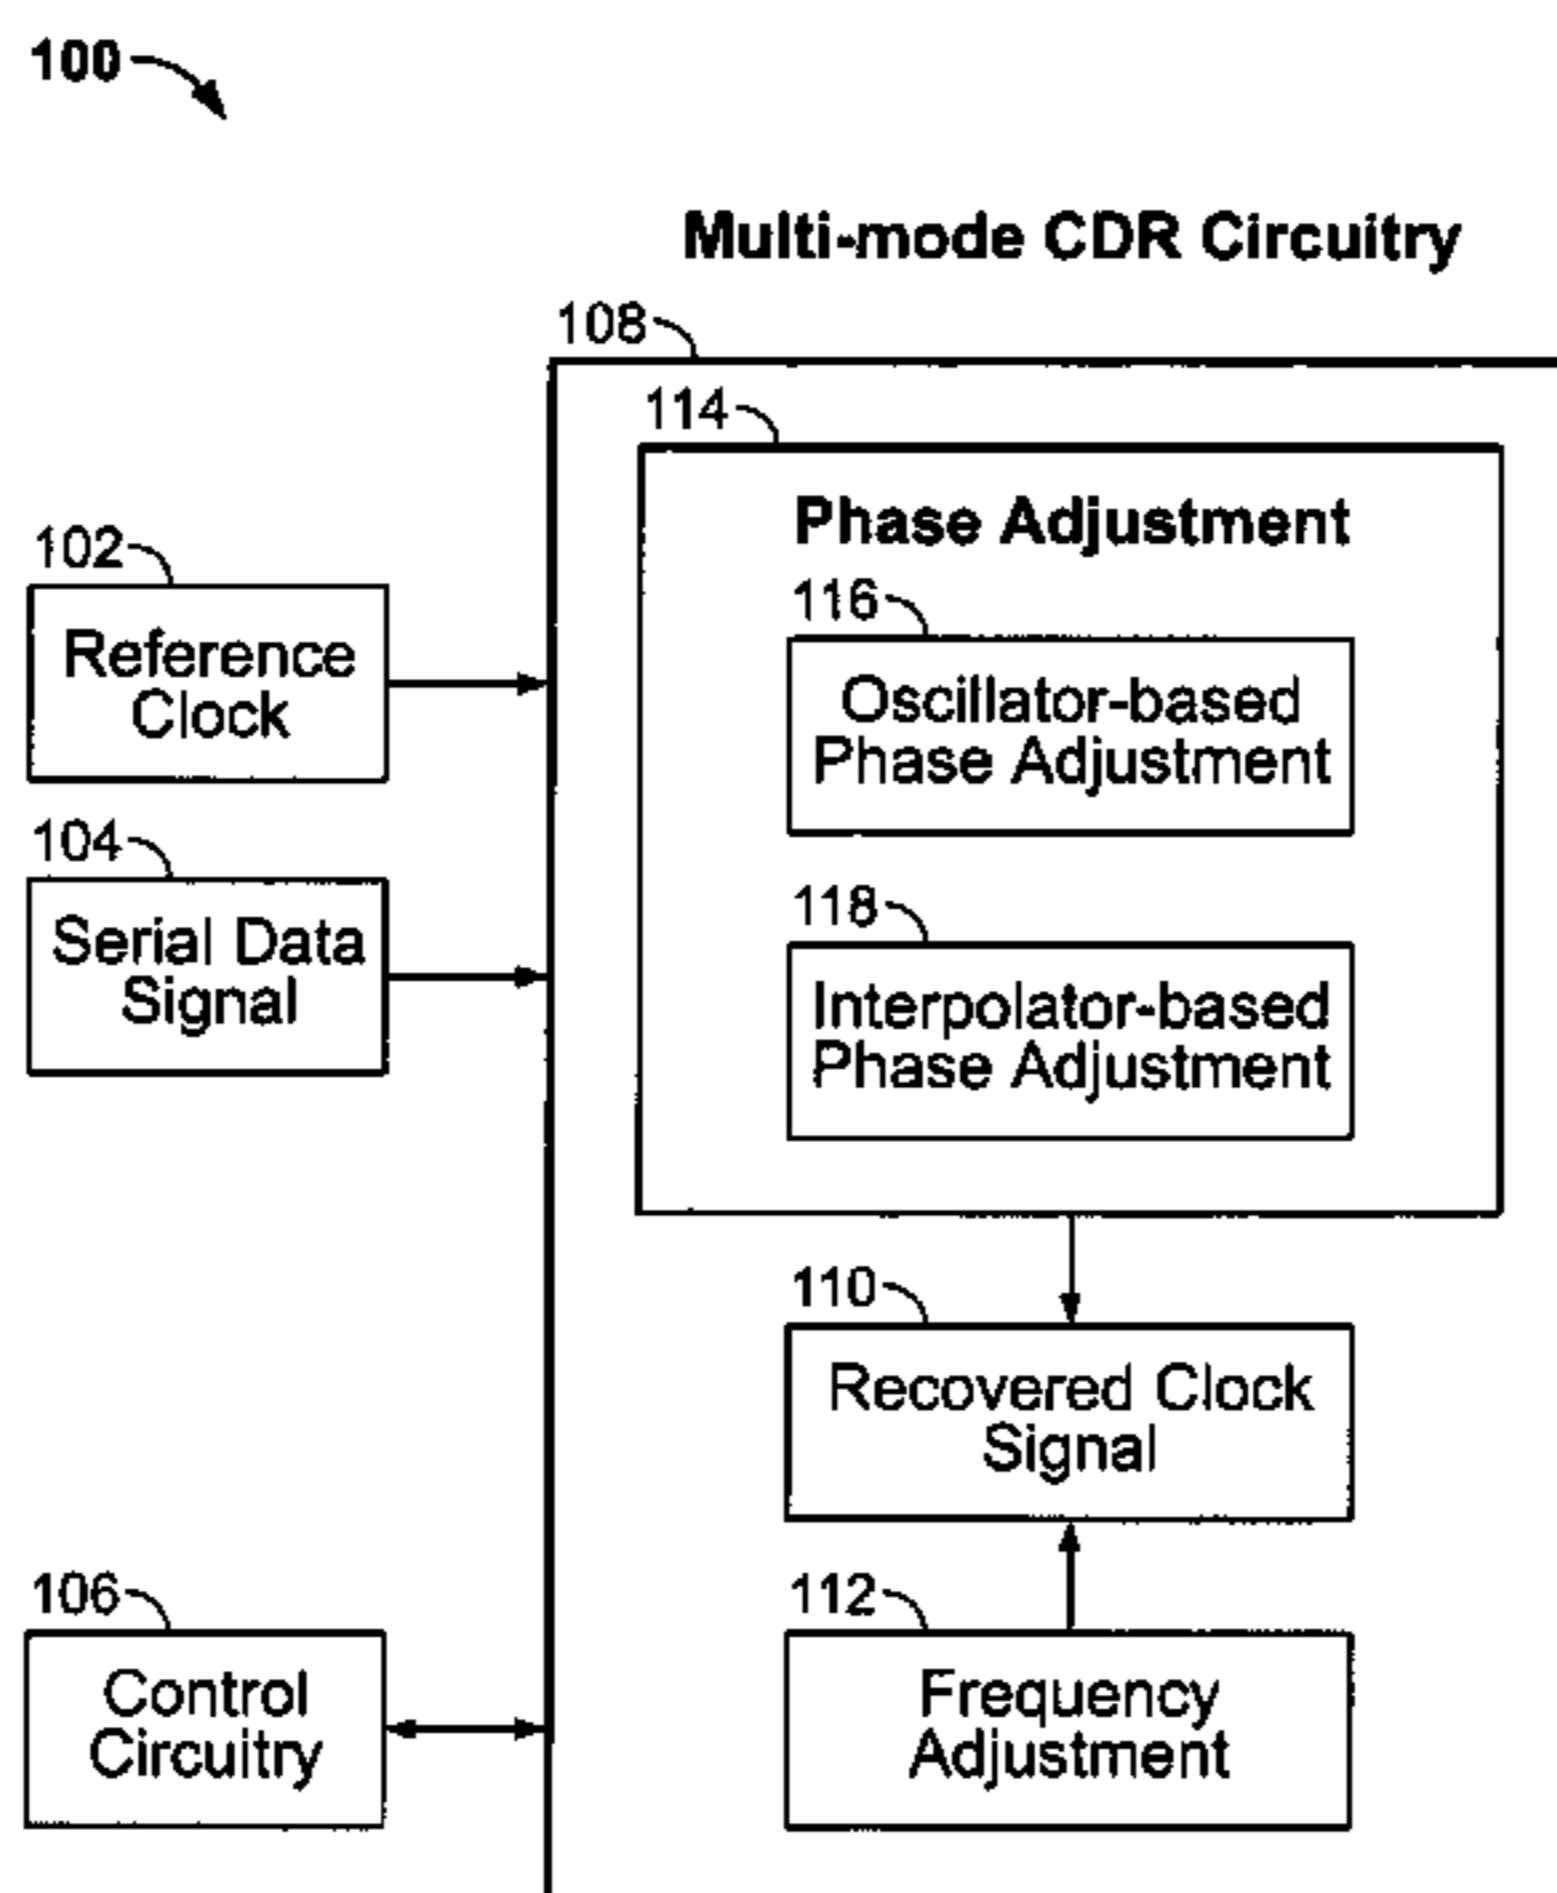 100
Multi-mode CDR Circuitry
108
114
Phase Adjustment
102
Reference
Clock
116
Oscillator-based
Phase Adjustment
104
Serial Data
Signal
118
Interpolator-based
Phase Adjustment
110
Recovered Clock
Signal
106
Control
Circuitry
112
Frequency
Adjustment